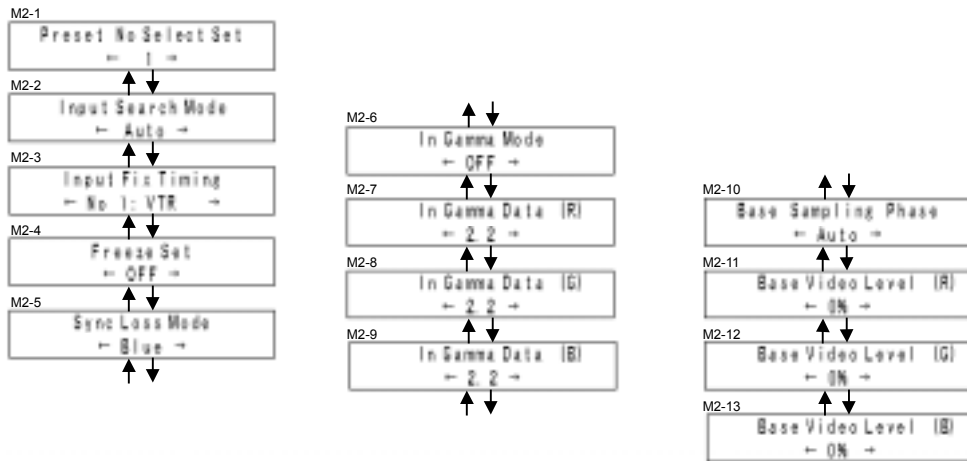 M2-1
Preset No Select Set
← 1 →
M2-2
Input Search Mode
← Auto →
M2-3
Input Fix Timing
← No 1: VTR →
M2-4
Freeze Set
← OFF →
M2-5
Sync Loss Mode
← Blue →
M2-6
In Gamma Mode
← OFF →
M2-7
In Gamma Data (R)
← 2.2 →
M2-8
In Gamma Data (G)
← 2.2 →
M2-9
In Gamma Data (B)
← 2.2 →
M2-10
Base Sampling Phase
← Auto →
M2-11
Base Video Level (R)
← 0% →
M2-12
Base Video Level (G)
← 0% →
M2-13
Base Video Level (B)
← 0% →